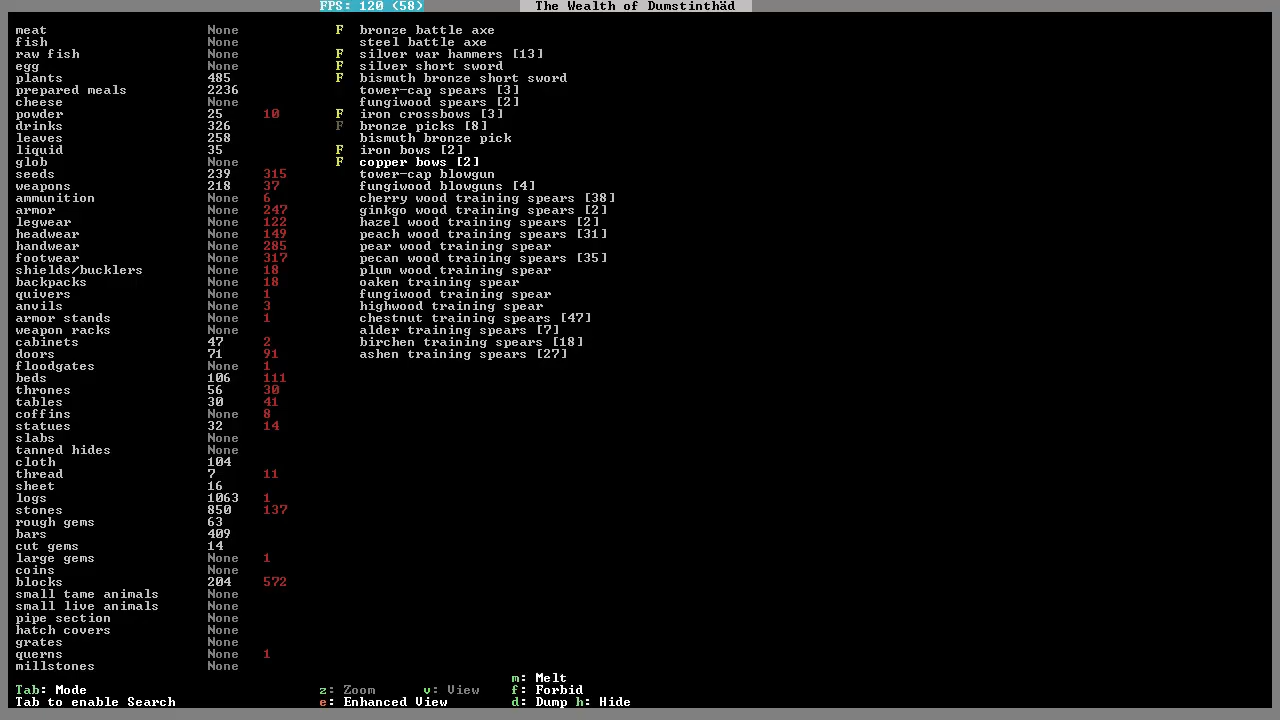 FPS: 120 (58) The Wealth of Dumstinthäd
meat None F bronze battle axe
fish None steel battle axe
raw fish None F silver war hammers [13]
egg None F silver short sword
plants 485 F bismuth bronze short sword
prepared meals 2236 tower-cap spears [3]
cheese None fungiwood spears [2]
powder 25 10 F iron crossbows [3]
drinks 326 F bronze picks [8]
leaves 258 bismuth bronze pick
liquid 35 F iron bows [2]
glob None F copper bows [2]
seeds 239 315 tower-cap blowgun
weapons 218 37 fungiwood blowguns [4]
ammunition None 6 cherry wood training spears [38]
armor None 247 ginkgo wood training spears [2]
legwear None 122 hazel wood training spears [2]
headwear None 149 peach wood training spears [31]
handwear None 285 pear wood training spear
footwear None 317 pecan wood training spears [35]
shields/bucklers None 18 plum wood training spear
backpacks None 18 oaken training spear
quivers None 1 fungiwood training spear
anvils None 3 highwood training spear
armor stands None 1 chestnut training spears [47]
weapon racks None alder training spears [7]
cabinets 47 2 birchen training spears [18]
doors 71 91 ashen training spears [27]
floodgates None 1
beds 106 111
thrones 56 30
tables 30 41
coffins None 8
statues 32 14
slabs None
tanned hides None
cloth 104
thread 7 11
sheet 16
logs 1063 1
stones 850 137
rough gems 63
bars 409
cut gems 14
large gems None 1
coins None
blocks 204 572
small tame animals None
small live animals None
pipe section None
hatch covers None
grates None
querns None 1
millstones None
m: Melt
Tab: Mode z: Zoom v: View f: Forbid
Tab to enable Search e: Enhanced View d: Dump h: Hide